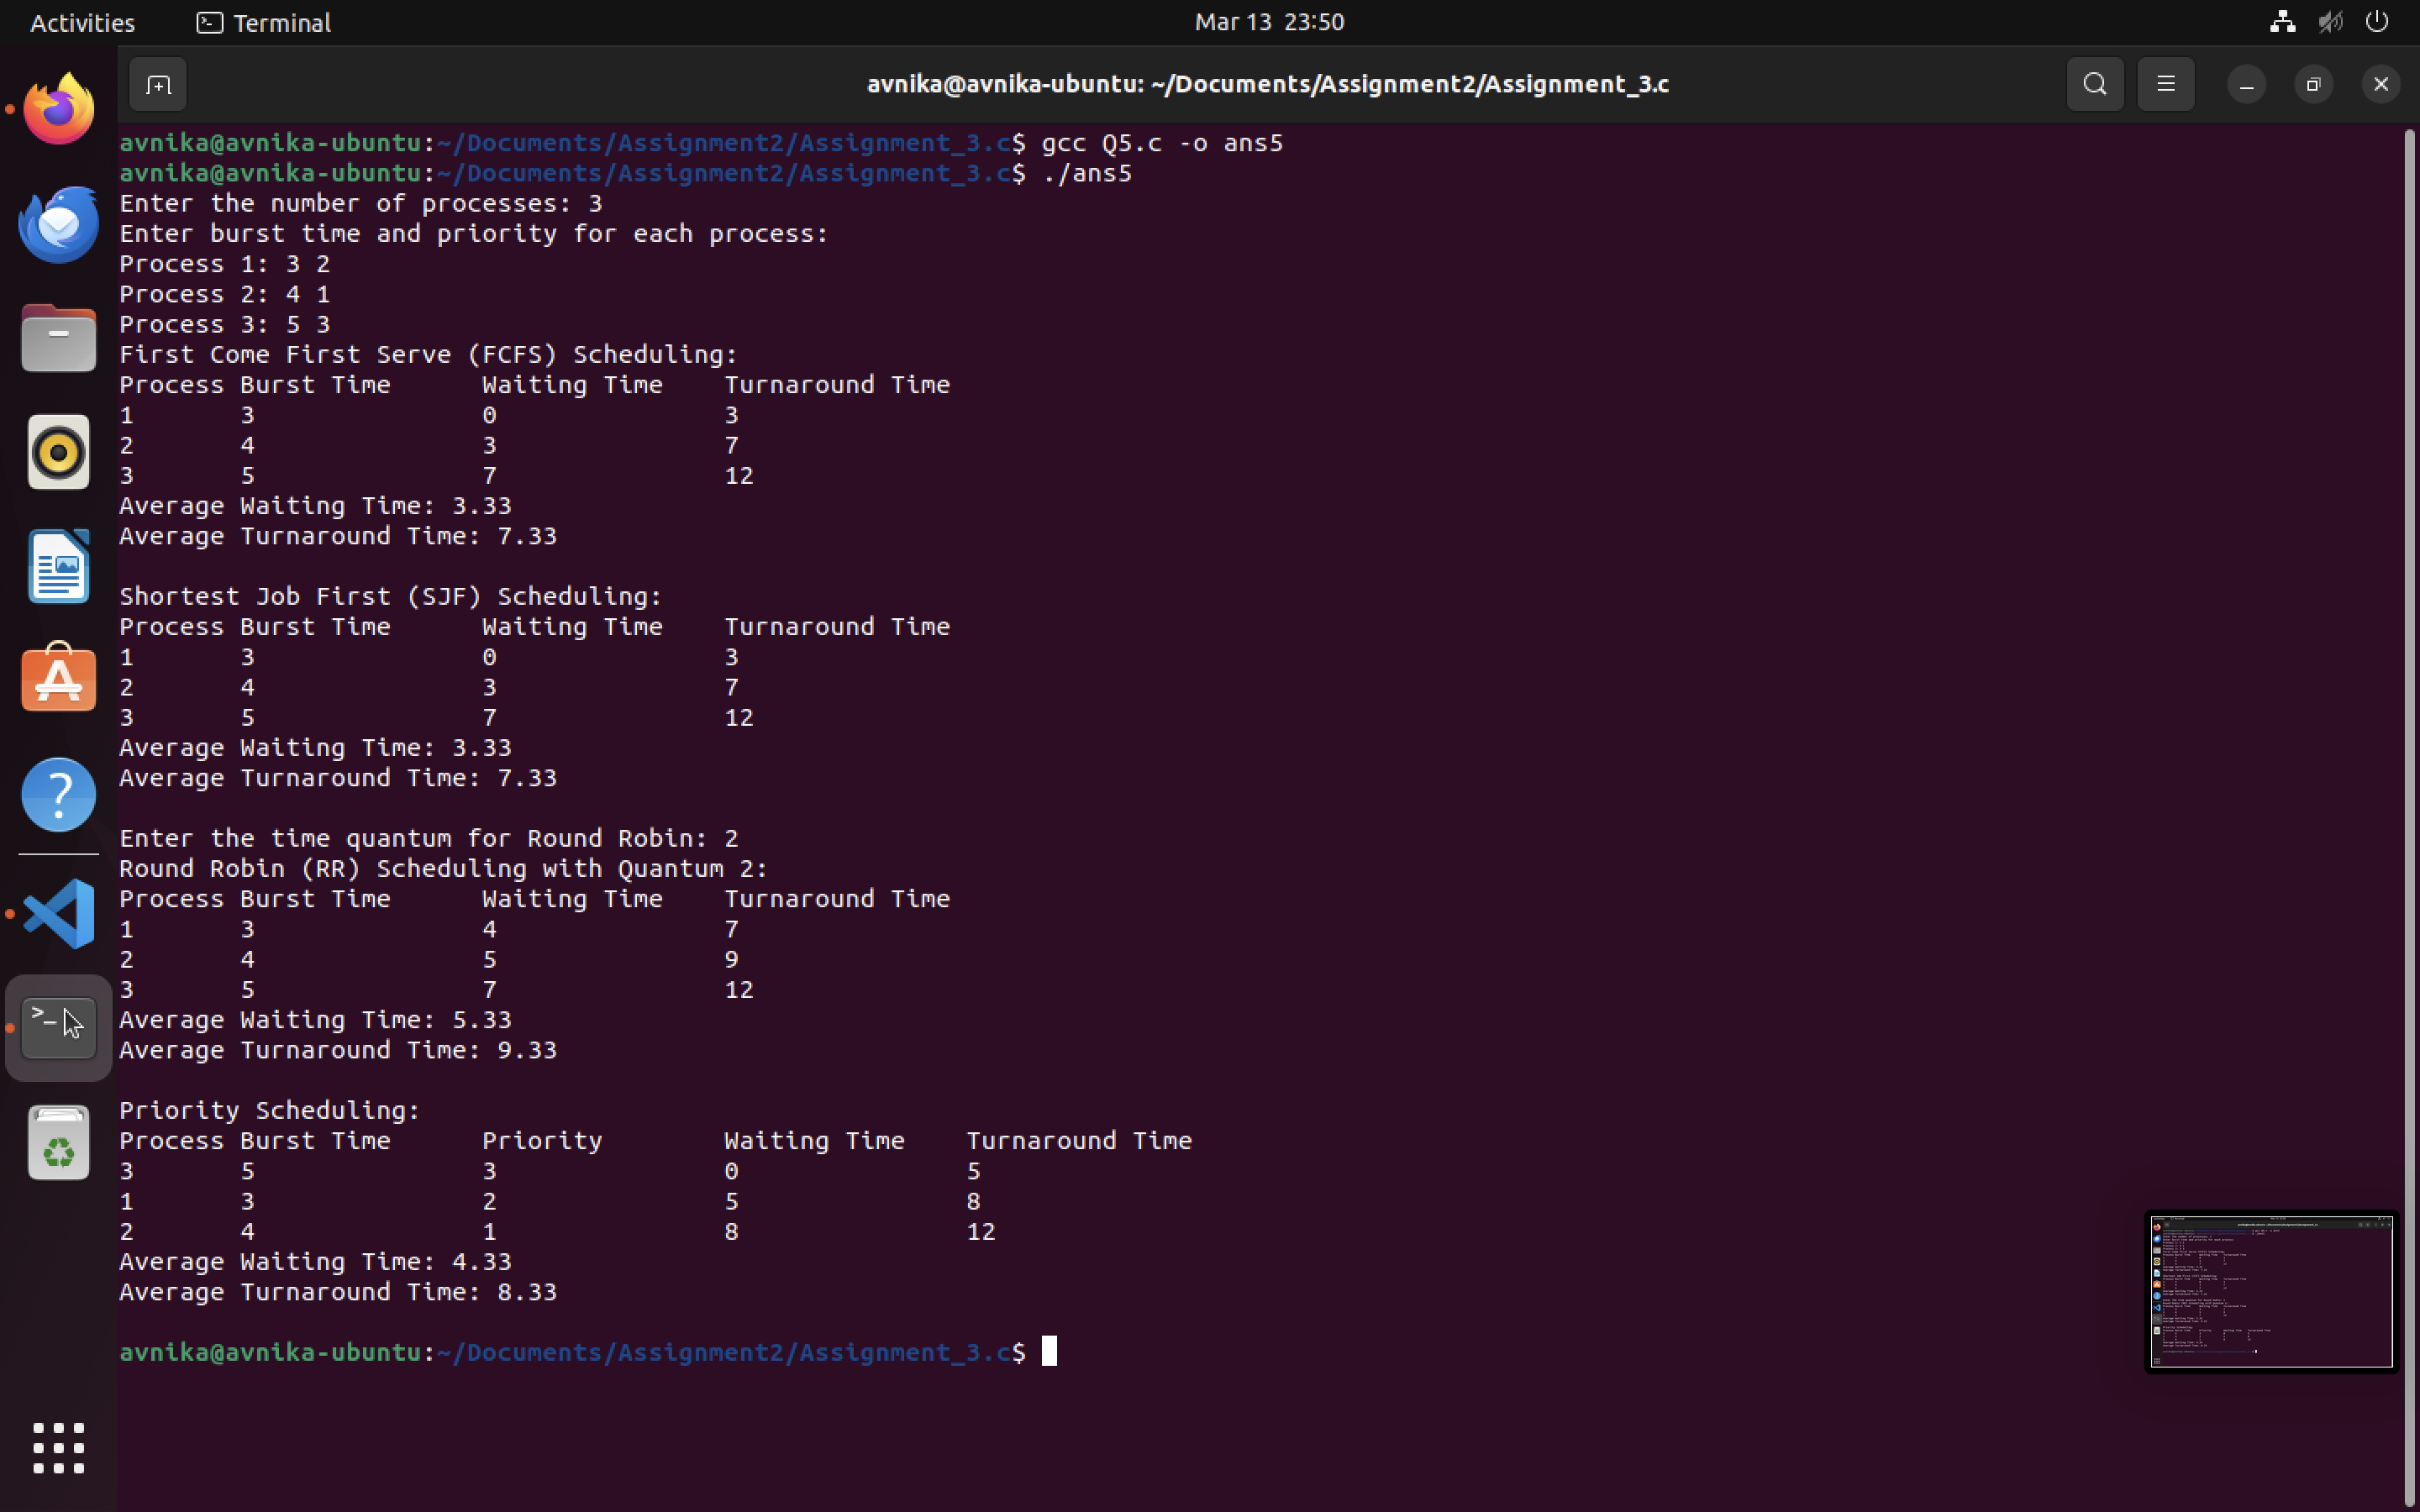 Activities Terminal Mar 13 23:50
avnika@avnika-ubuntu: ~/Documents/Assignment2/Assignment_3.c
avnika@avnika-ubuntu:~/Documents/Assignment2/Assignment_3.c$ gcc Q5.c -o ans5
avnika@avnika-ubuntu:~/Documents/Assignment2/Assignment_3.c$ ./ans5
Enter the number of processes: 3
Enter burst time and priority for each process:
Process 1: 3 2
Process 2: 4 1
Process 3: 5 3
First Come First Serve (FCFS) Scheduling:
Process Burst Time Waiting Time Turnaround Time
1 3 0 3
2 4 3 7
3 5 7 12
Average Waiting Time: 3.33
Average Turnaround Time: 7.33
Shortest Job First (SJF) Scheduling:
Process Burst Time Waiting Time Turnaround Time
1 3 0 3
2 4 3 7
3 5 7 12
Average Waiting Time: 3.33
Average Turnaround Time: 7.33
Enter the time quantum for Round Robin: 2
Round Robin (RR) Scheduling with Quantum 2:
Process Burst Time Waiting Time Turnaround Time
1 3 4 7
2 4 5 9
3 5 7 12
Average Waiting Time: 5.33
Average Turnaround Time: 9.33
Priority Scheduling:
Process Burst Time Priority Waiting Time Turnaround Time
3 5 3 0 5
1 3 2 5 8
2 4 1 8 12
Average Waiting Time: 4.33
Average Turnaround Time: 8.33
avnika@avnika-ubuntu:~/Documents/Assignment2/Assignment_3.c$